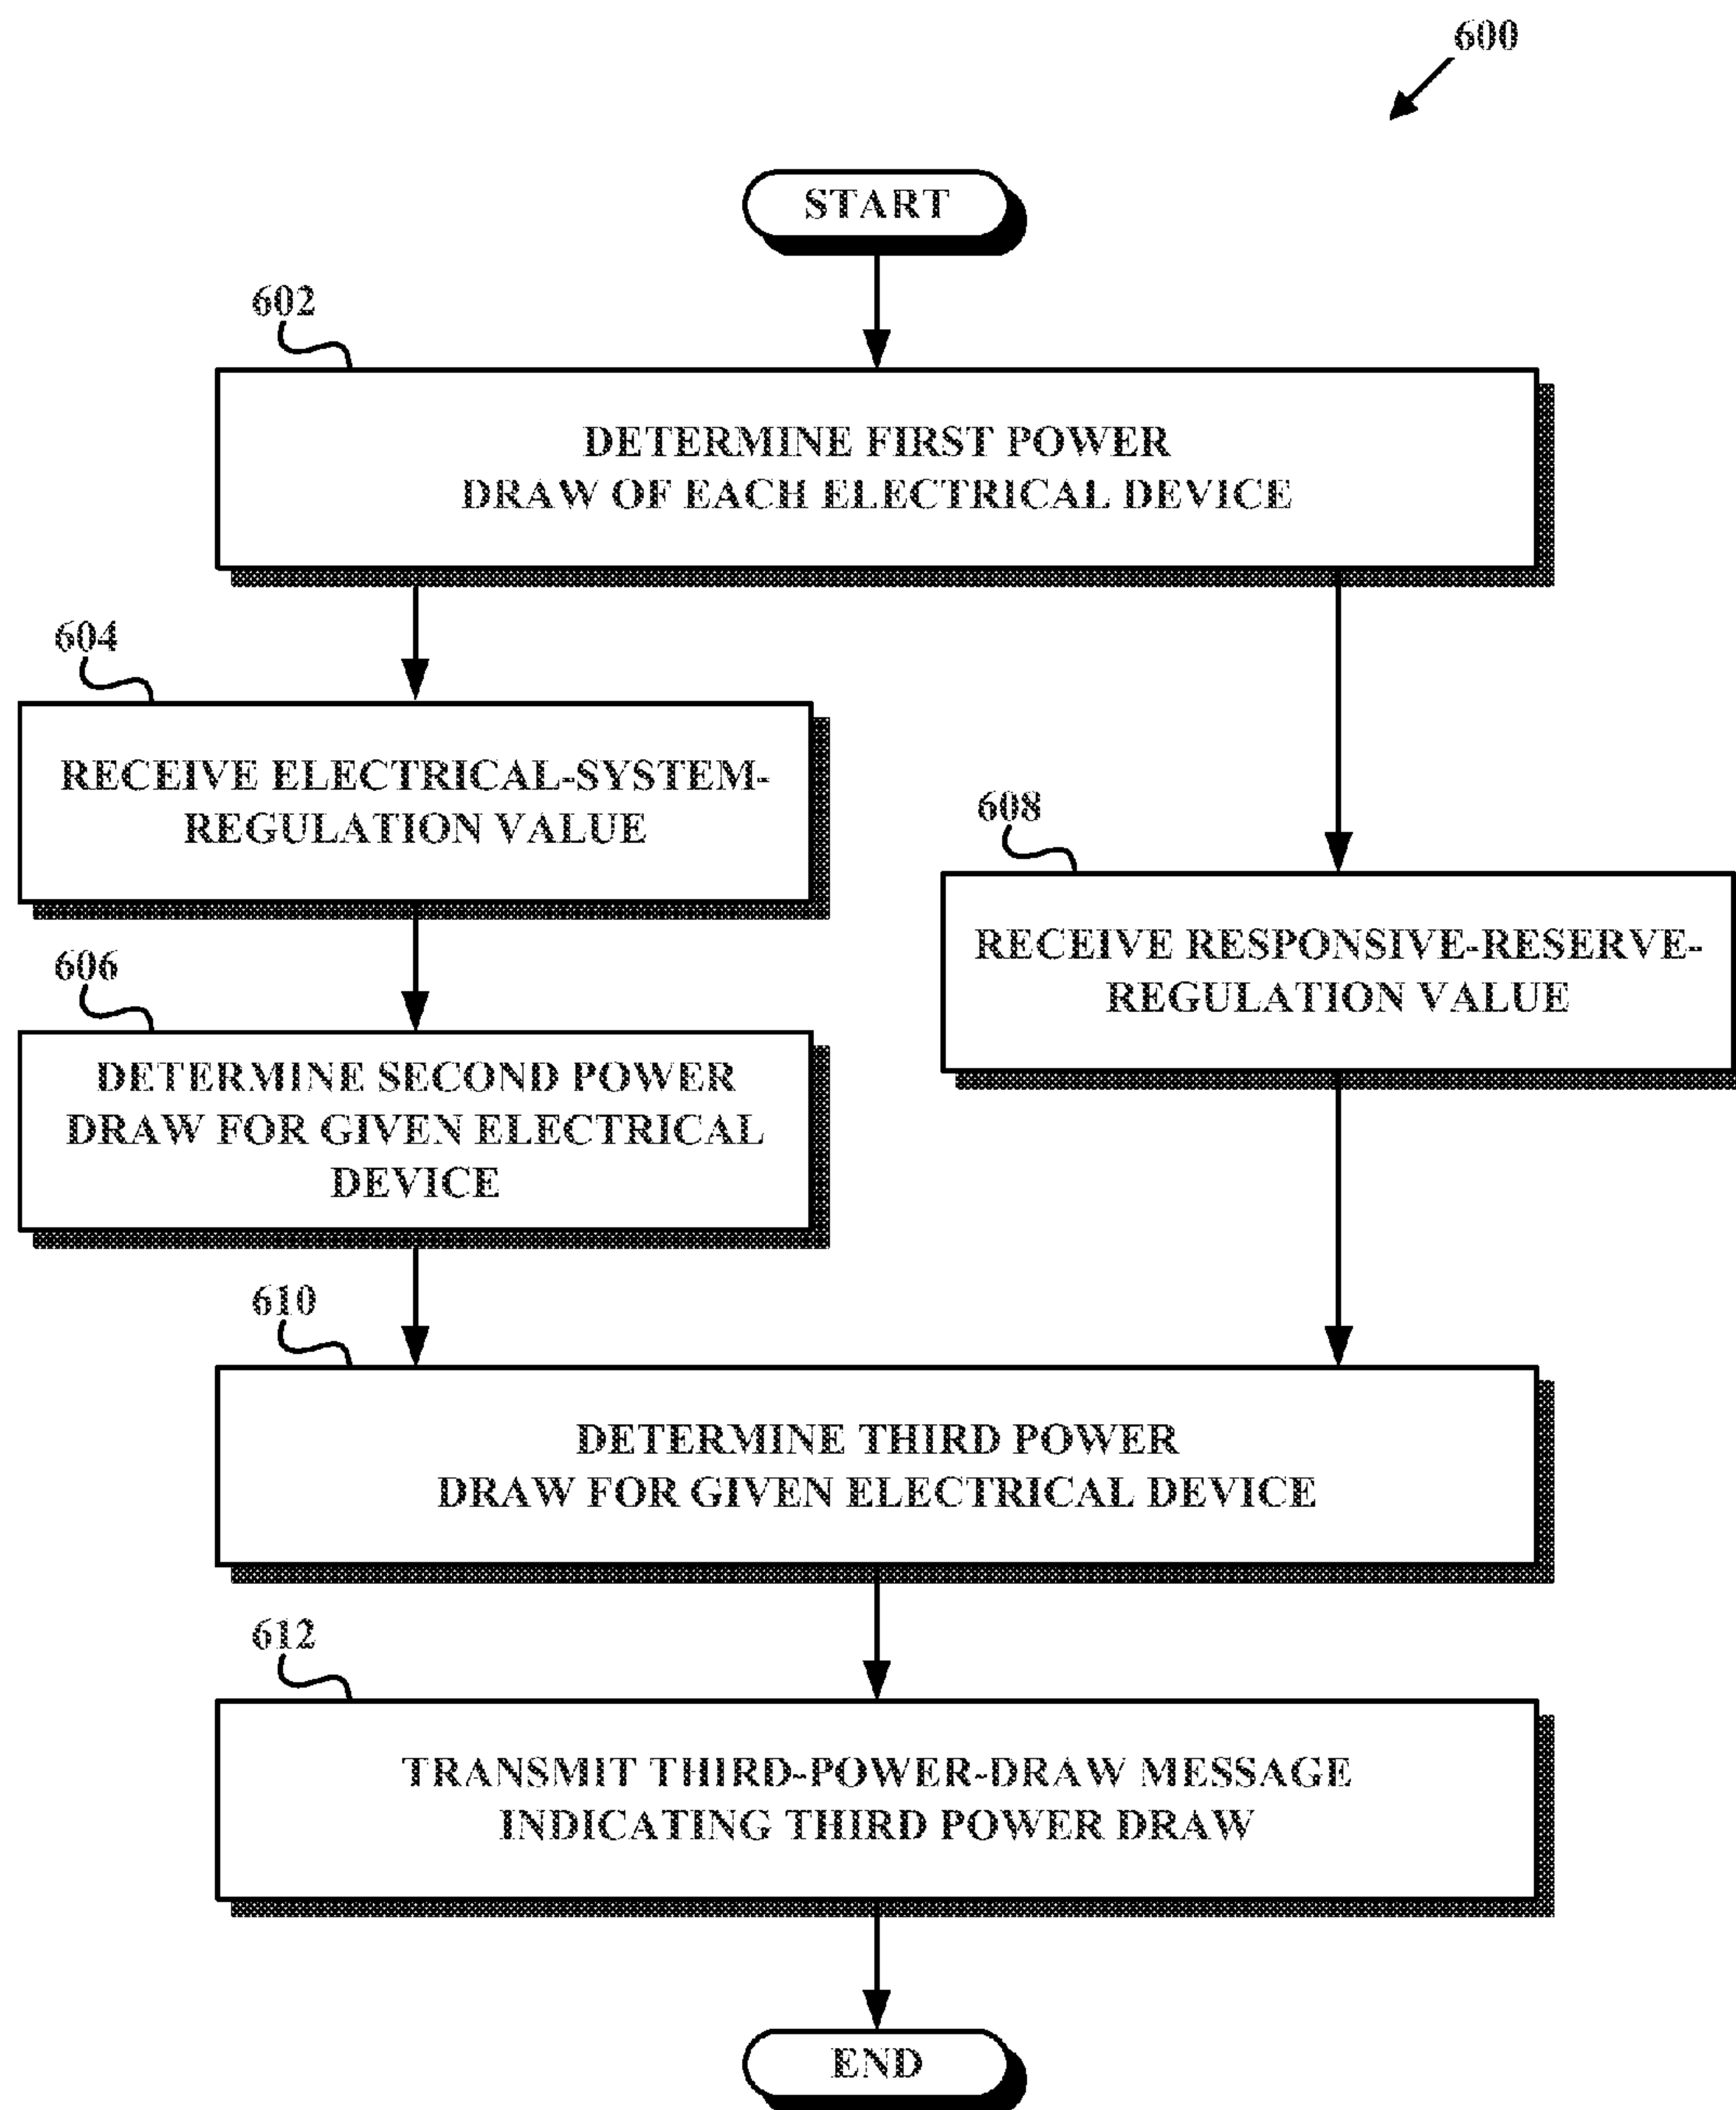 600
START
602
DETERMINE FIRST POWER
DRAW OF EACH ELECTRICAL DEVICE
604
RECEIVE ELECTRICAL-SYSTEM-
REGULATION VALUE
606
DETERMINE SECOND POWER
DRAW FOR GIVEN ELECTRICAL
DEVICE
608
RECEIVE RESPONSIVE-RESERVE-
REGULATION VALUE
610
DETERMINE THIRD POWER
DRAW FOR GIVEN ELECTRICAL DEVICE
612
TRANSMIT THIRD-POWER-DRAW MESSAGE
INDICATING THIRD POWER DRAW
END